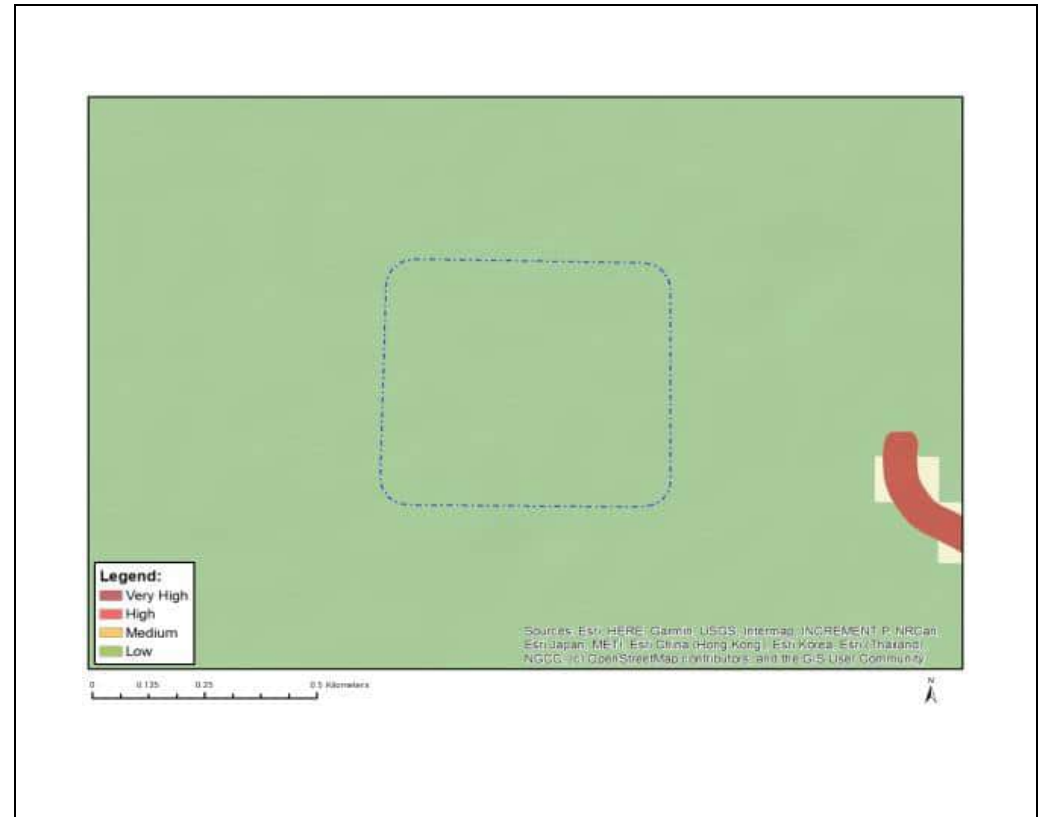 Legend:
Very High
High
Medium
Low
Sources: Esri, HERE, Garmin, USGS, Intermap, INCREMENT P, NRCan,
Esri Japan, METI, Esri China (Hong Kong), Esri Korea, Esri (Thailand),
NGCC, (c) OpenStreetMap contributors, and the GIS User Community
0 0.125 0.25 0.5 Kilometers
N